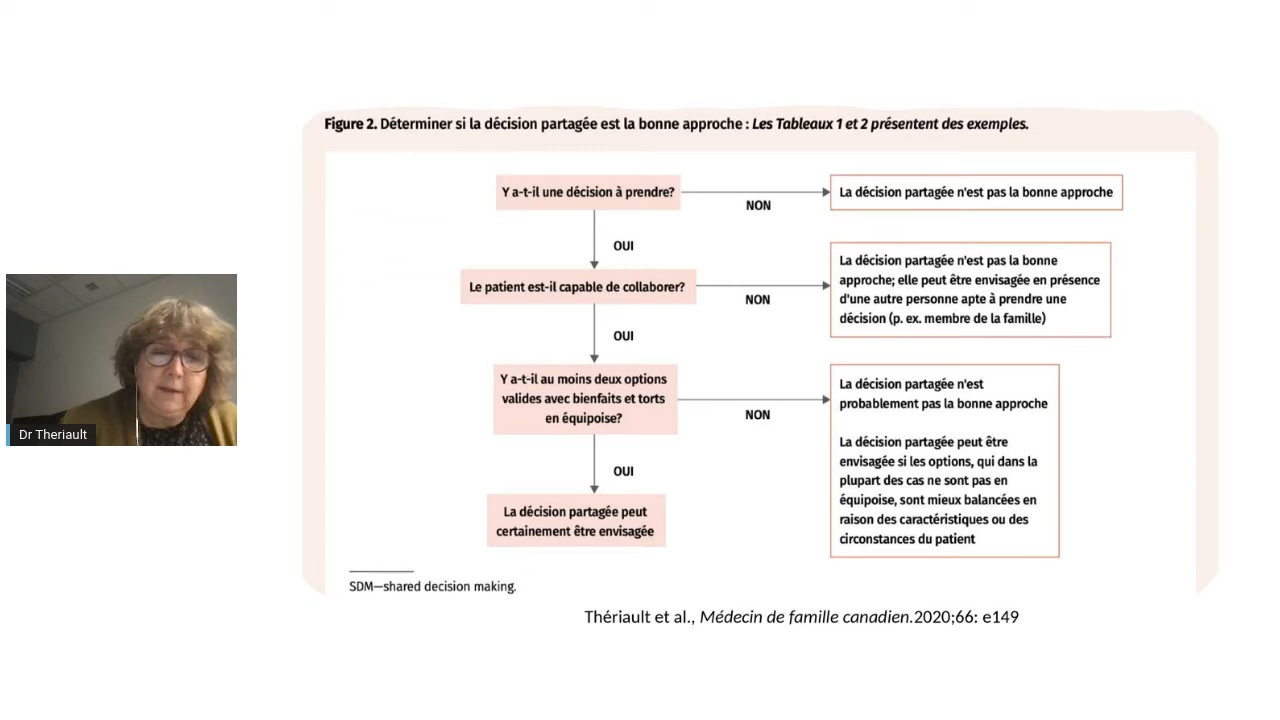 Figure 2. Déterminer si la décision partagée est la bonne approche : Les Tableaux 1 et 2 présentent des exemples.
Y a-t-il une décision à prendre?
NON
La décision partagée n'est pas la bonne approche
OUI
Le patient est-il capable de collaborer?
NON
La décision partagée n'est pas la bonne
approche; elle peut être envisagée en présence
d'une autre personne apte à prendre une
décision (p. ex. membre de la famille)
OUI
Y a-t-il au moins deux options
valides avec bienfaits et torts
en équipoise?
NON
La décision partagée n'est
probablement pas la bonne approche
La décision partagée peut être
envisagée si les options, qui dans la
plupart des cas ne sont pas en
équipoise, sont mieux balancées en
raison des caractéristiques ou des
circonstances du patient
OUI
La décision partagée peut
certainement être envisagée
SDM—shared decision making.
Thériault et al., Médecin de famille canadien.2020;66: e149
Dr Theriault